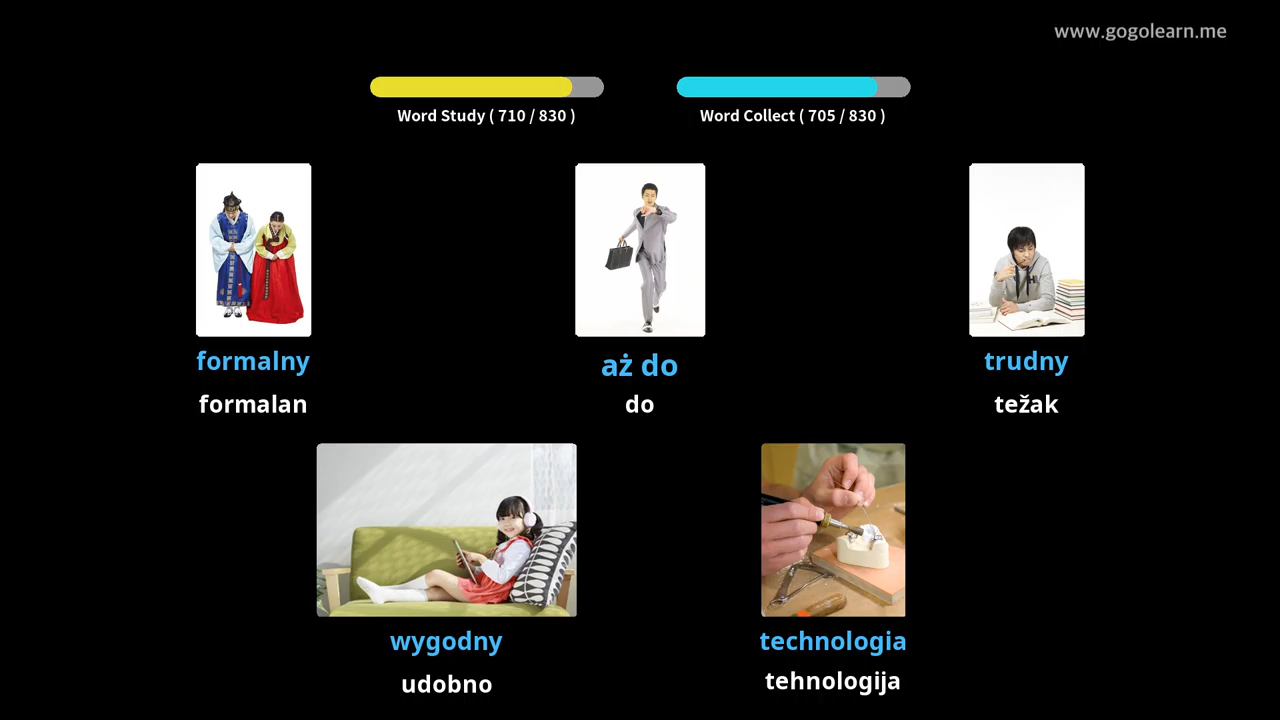 www.gogolearn.me
Word Study ( 710 / 830 )
Word Collect ( 705 / 830 )
formalny
formalan
aż do
do
trudny
težak
wygodny
udobno
technologia
tehnologija